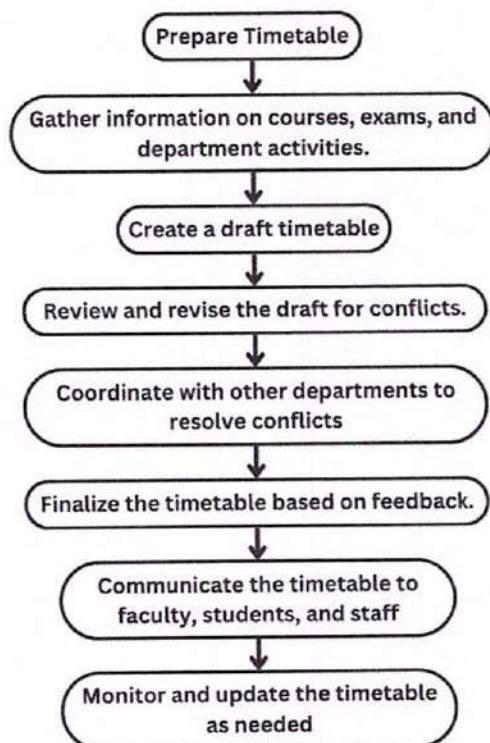 Prepare Timetable
Gather information on courses, exams, and
department activities.
Create a draft timetable
Review and revise the draft for conflicts.
Coordinate with other departments to
resolve conflicts
Finalize the timetable based on feedback.
Communicate the timetable to
faculty, students, and staff
Monitor and update the timetable
as needed